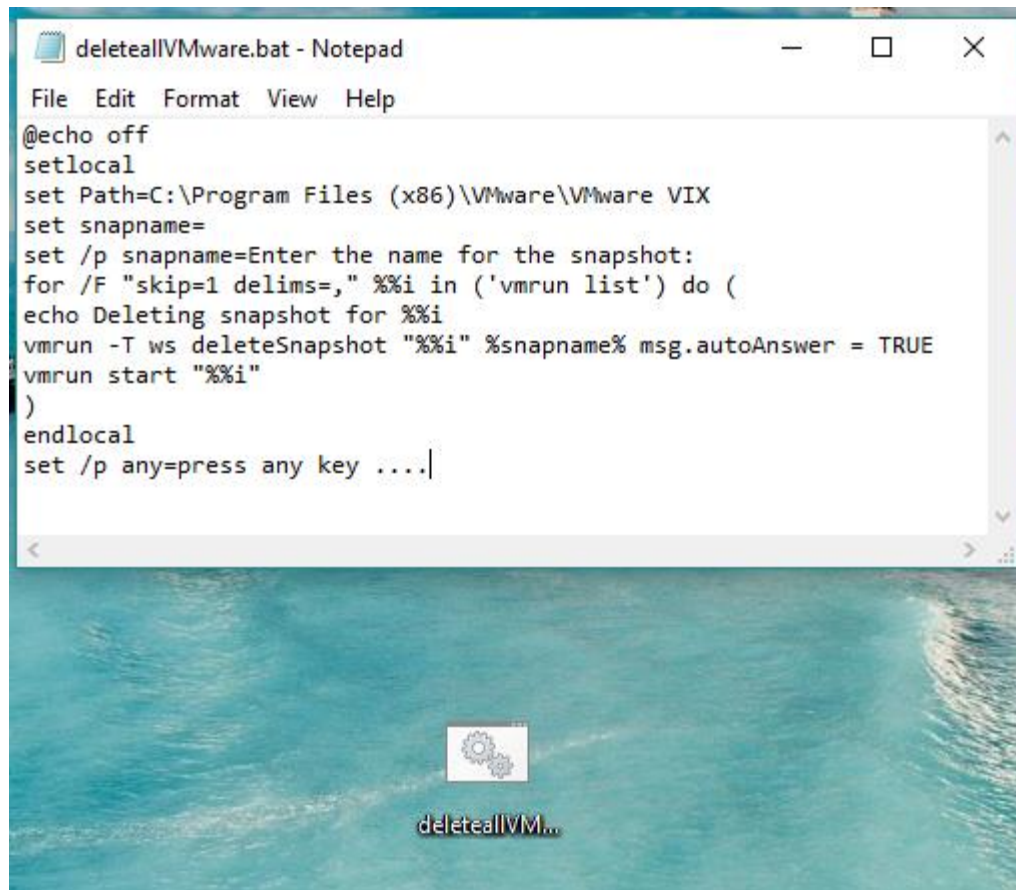 deleteallVMware.bat - Notepad
File Edit Format View Help
@echo off
setlocal
set Path=C:\Program Files (x86)\VMware\VMware VIX
set snapname=
set /p snapname=Enter the name for the snapshot:
for /F "skip=1 delims=," %%i in ('vmrun list') do (
echo Deleting snapshot for %%i
vmrun -T ws deleteSnapshot "%%i" %snapname% msg.autoAnswer = TRUE
vmrun start "%%i"
)
endlocal
set /p any=press any key ....
deleteallVM...